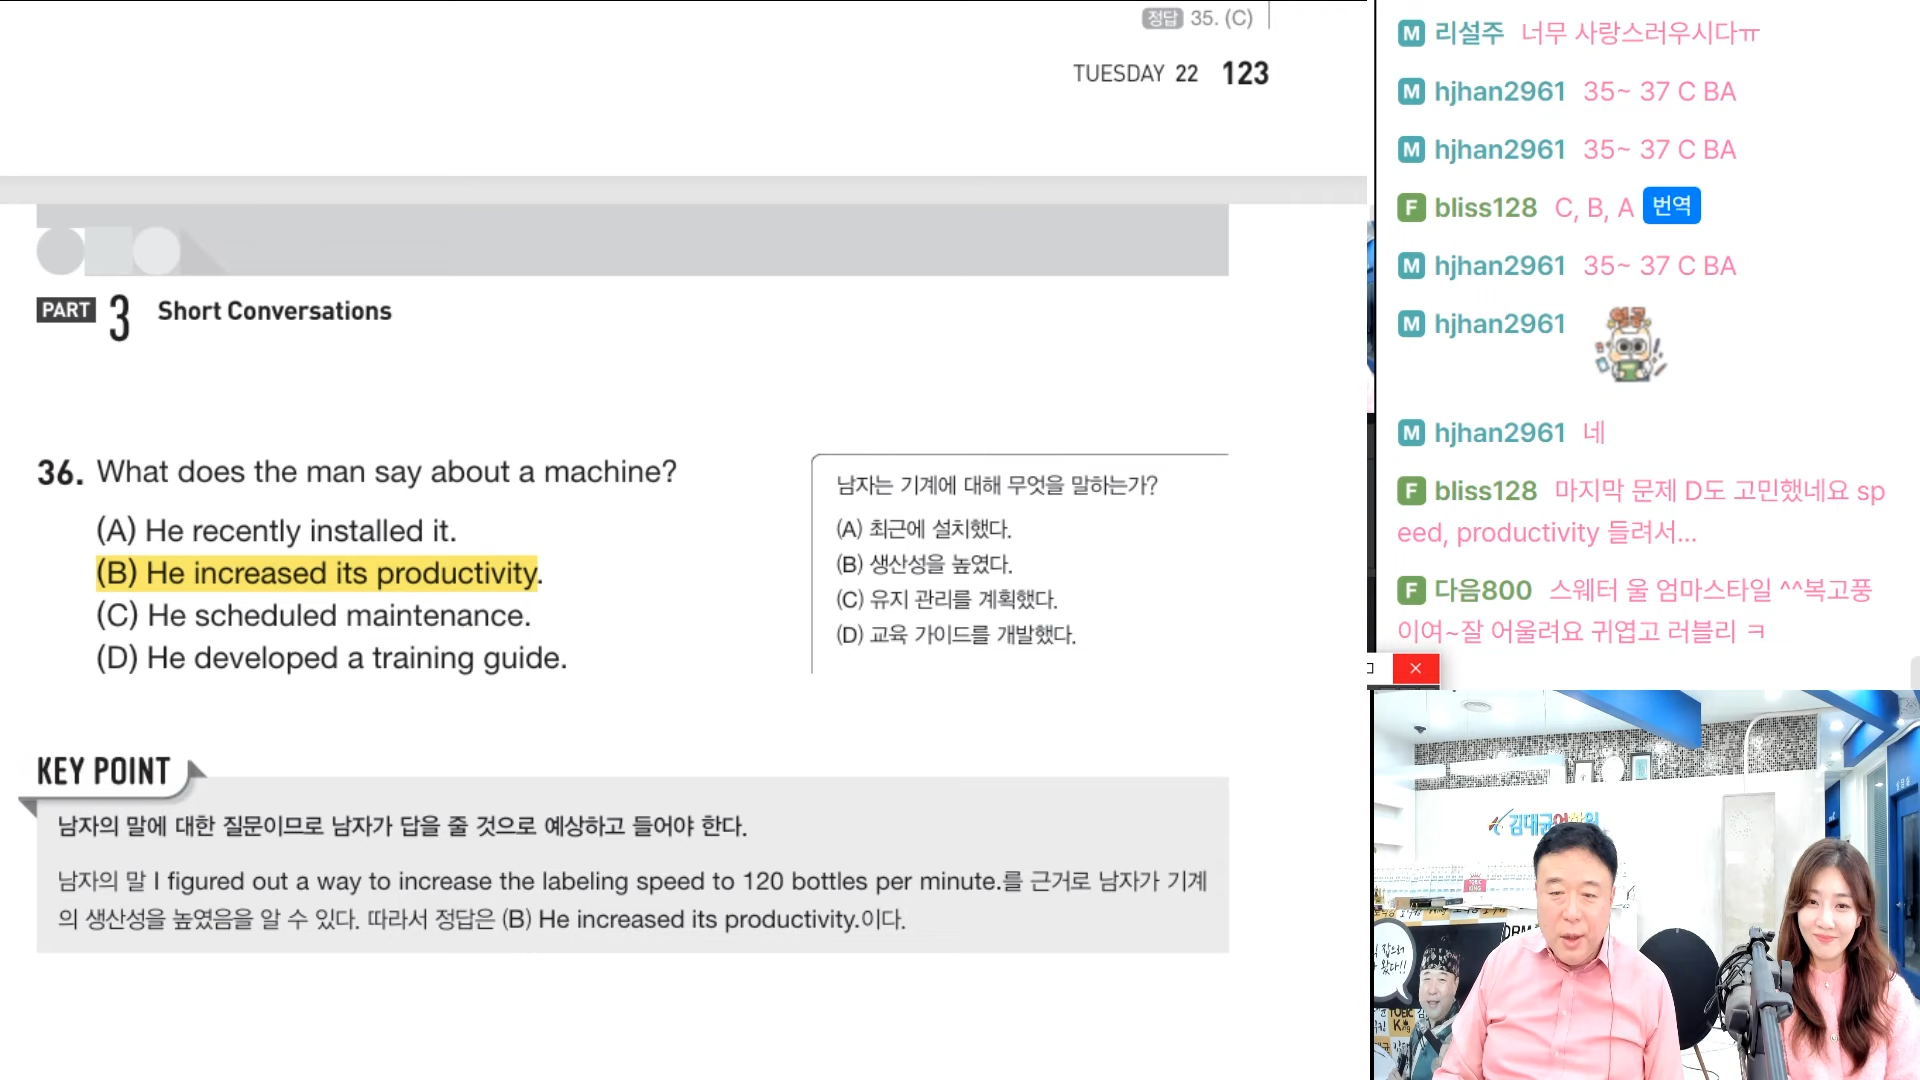 정답 35. (C)
TUESDAY 22 123
PART 3 Short Conversations
36. What does the man say about a machine?
(A) He recently installed it.
(B) He increased its productivity.
(C) He scheduled maintenance.
(D) He developed a training guide.
남자는 기계에 대해 무엇을 말하는가?
(A) 최근에 설치했다.
(B) 생산성을 높였다.
(C) 유지 관리를 계획했다.
(D) 교육 가이드를 개발했다.
KEY POINT
남자의 말에 대한 질문이므로 남자가 답을 줄 것으로 예상하고 들어야 한다.
남자의 말 I figured out a way to increase the labeling speed to 120 bottles per minute.를 근거로 남자가 기계
의 생산성을 높였음을 알 수 있다. 따라서 정답은 (B) He increased its productivity.이다.
M 리설주 너무 사랑스러우시다ㅠ
M hjhan2961 35~ 37 C BA
M hjhan2961 35~ 37 C BA
F bliss128 C, B, A 번역
M hjhan2961 35~ 37 C BA
M hjhan2961
열공
M hjhan2961 네
F bliss128 마지막 문제 D도 고민했네요 sp
eed, productivity 들려서...
F 다음800 스웨터 울 엄마스타일 ^^복고풍
이여~잘 어울려요 귀엽고 러블리 ㅋ
김대균어학원